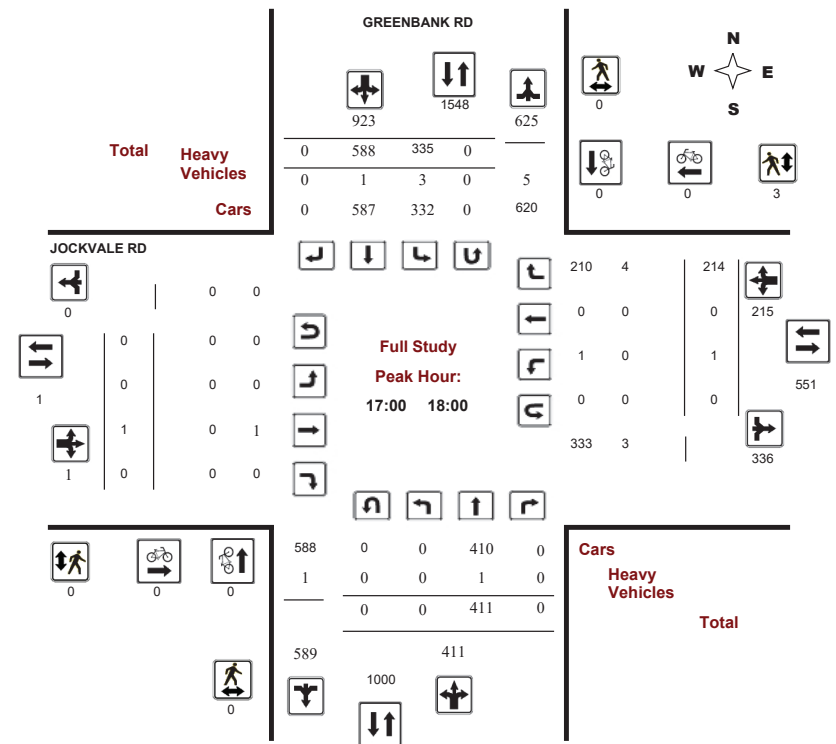 GREENBANK RD
N
W E
S
0
1548
923 625
Total Heavy Vehicles
0 588 335 0
0 1 3 0 5
Cars 0 587 332 0 620
0 0 3
JOCKVALE RD
210 4 214
0 0 0
0 0 0 215
0 0 0
Full Study
1 0 1
Peak Hour:
551
0 0 0
1
17:00 18:00
0 0 0
1 0 1
333 3
336
1 0 0 0
588 0 0 410 0 Cars
1 0 0 1 0 Heavy Vehicles
0 0 0
0 0 411 0 Total
589 411
1000
0